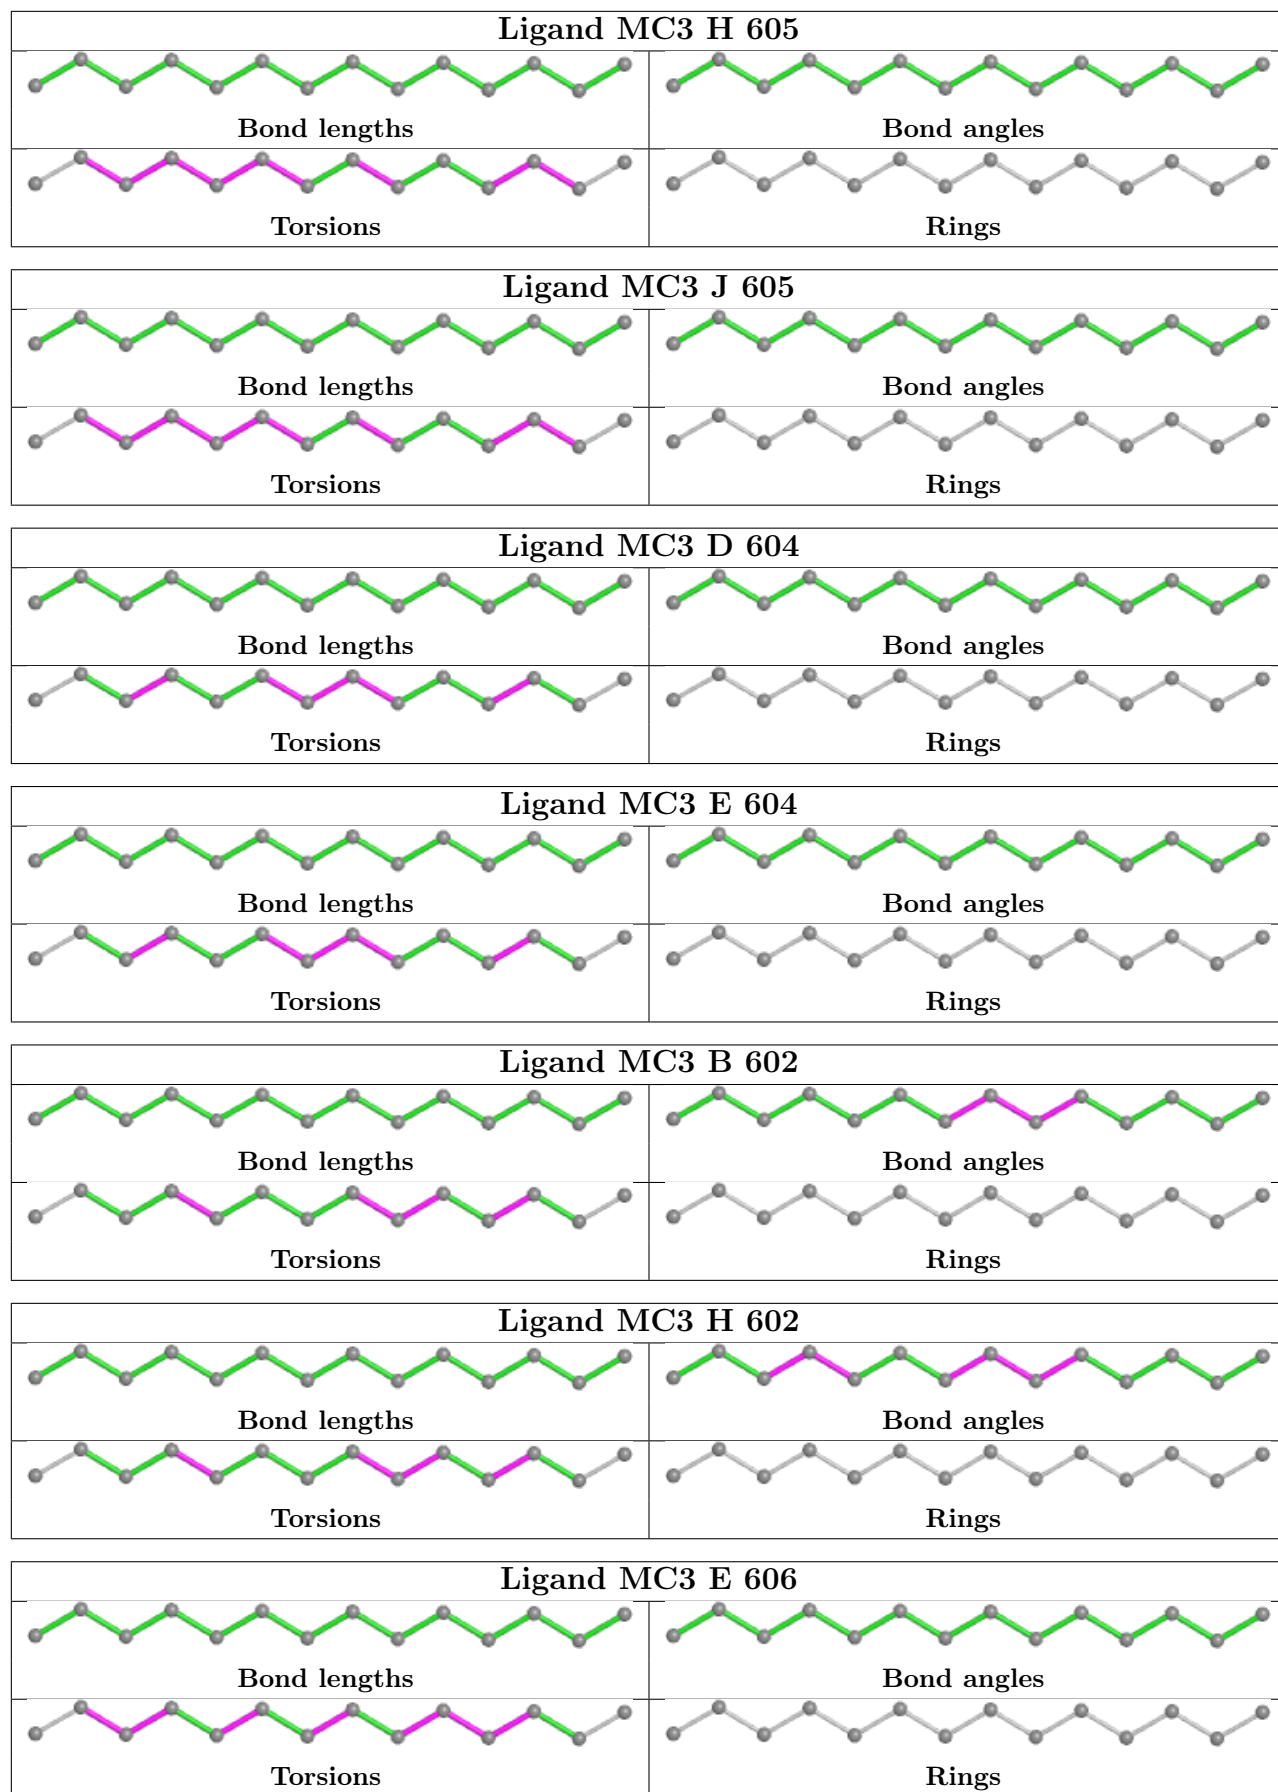 Ligand MC3 H 605
Bond lengths Bond angles
Torsions Rings
Ligand MC3 J 605
Bond lengths Bond angles
Torsions Rings
Ligand MC3 D 604
Bond lengths Bond angles
Torsions Rings
Ligand MC3 E 604
Bond lengths Bond angles
Torsions Rings
Ligand MC3 B 602
Bond lengths Bond angles
Torsions Rings
Ligand MC3 H 602
Bond lengths Bond angles
Torsions Rings
Ligand MC3 E 606
Bond lengths Bond angles
Torsions Rings